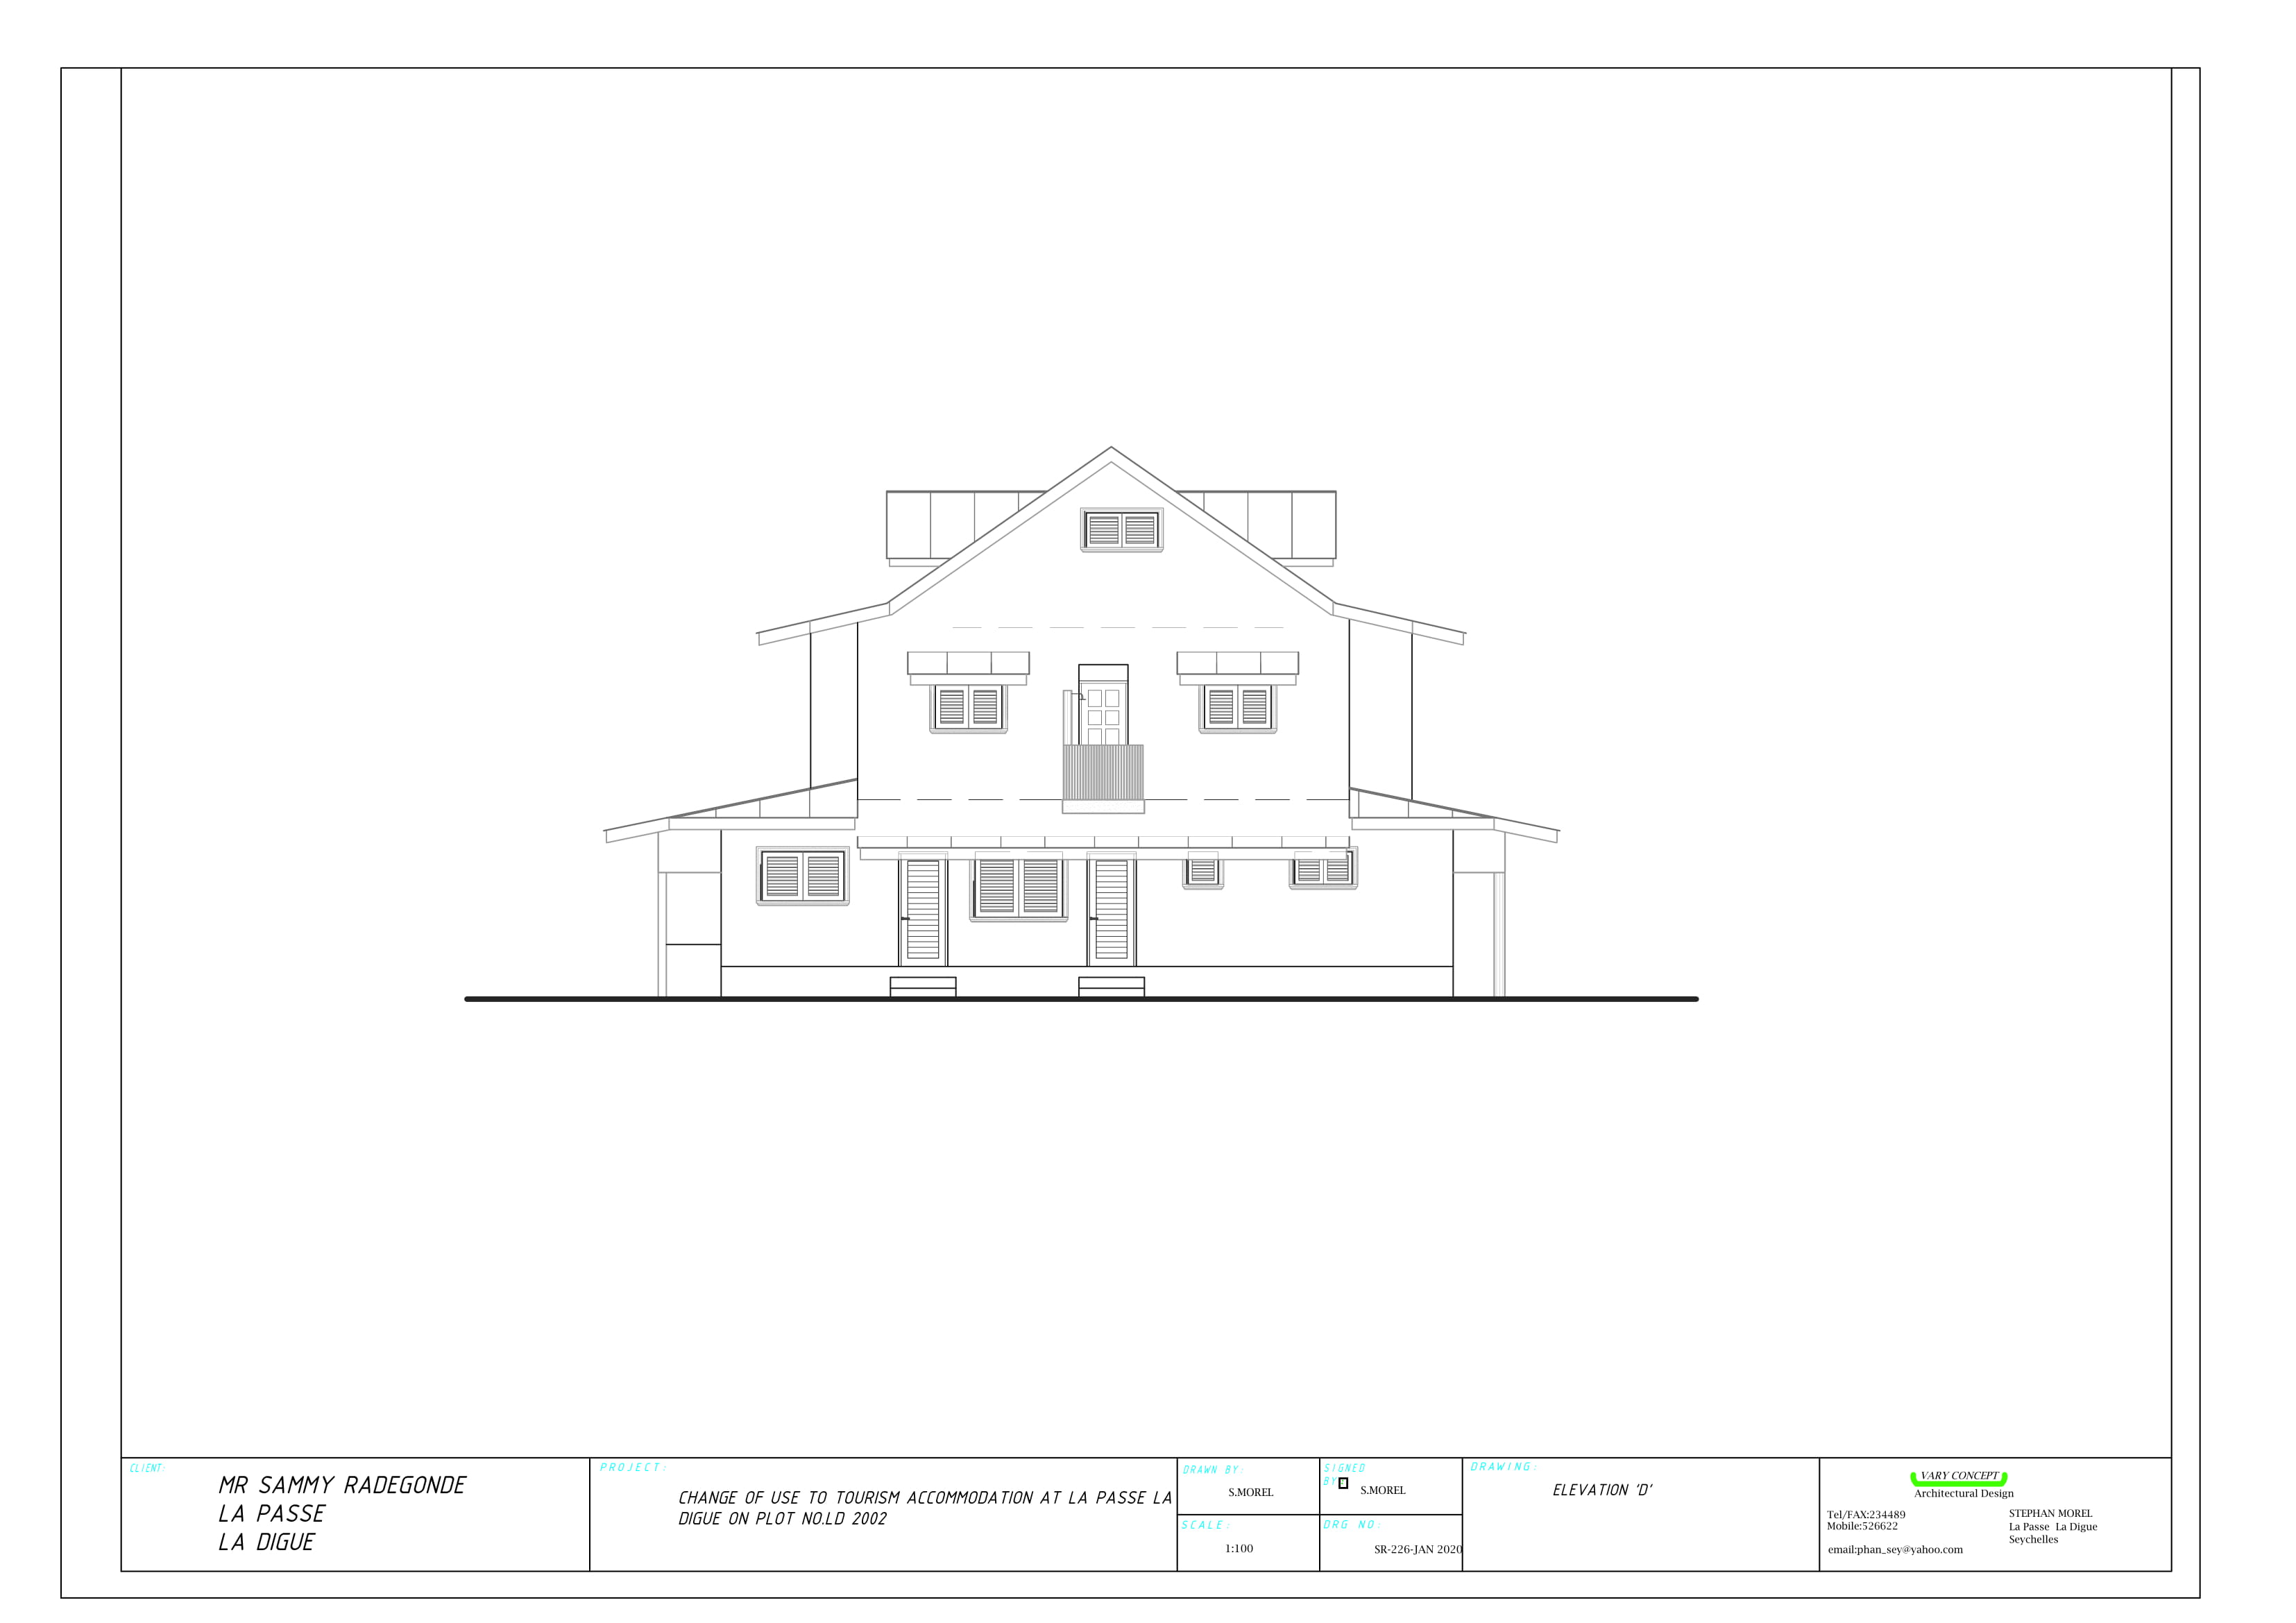 CLIENT:
MR SAMMY RADEGONDE
LA PASSE
LA DIGUE
PROJECT:
CHANGE OF USE TO TOURISM ACCOMMODATION AT LA PASSE LA
DIGUE ON PLOT NO.LD 2002
DRAWN BY:
S.MOREL
SIGNED
BY:
S.MOREL
SCALE:
1:100
DRG NO:
SR-226-JAN 2020
DRAWING:
ELEVATION 'D'
VARY CONCEPT
Architectural Design
Tel/FAX:234489
Mobile:526622
email:phan_sey@yahoo.com
STEPHAN MOREL
La Passe La Digue
Seychelles